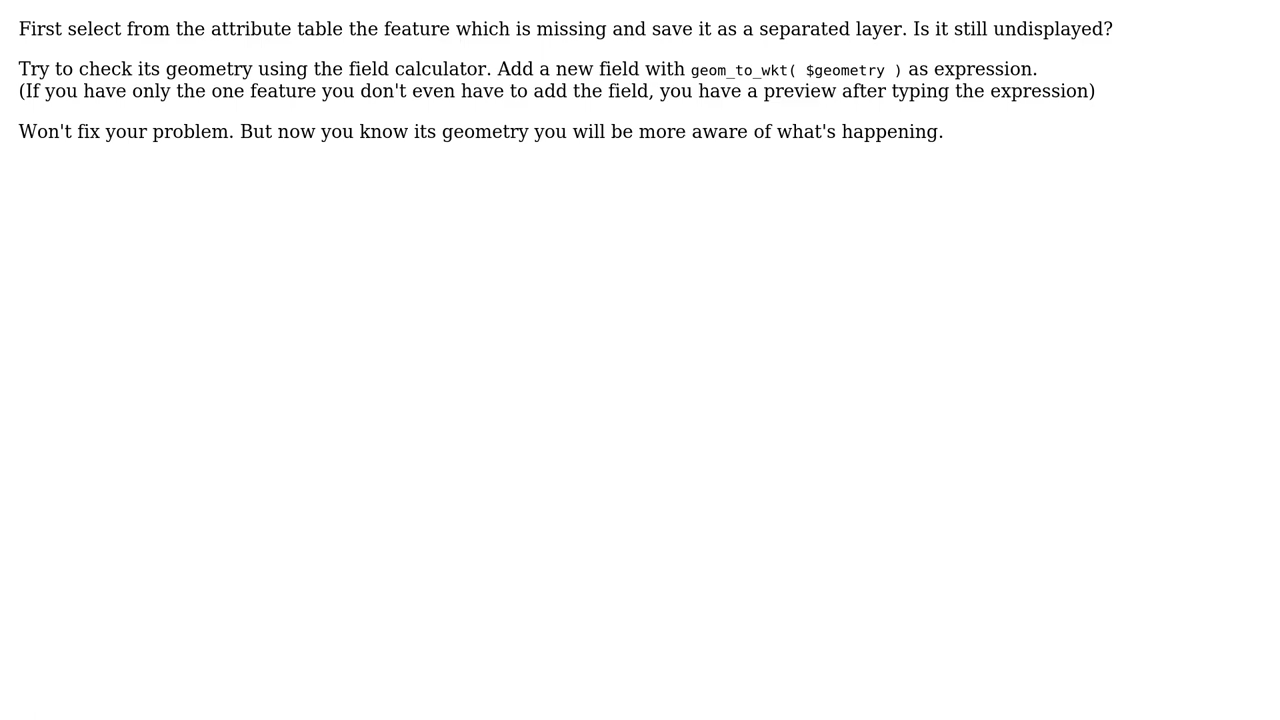 First select from the attribute table the feature which is missing and save it as a separated layer. Is it still undisplayed?
Try to check its geometry using the field calculator. Add a new field with geom_to_wkt( $geometry ) as expression.
(If you have only the one feature you don't even have to add the field, you have a preview after typing the expression)
Won't fix your problem. But now you know its geometry you will be more aware of what's happening.